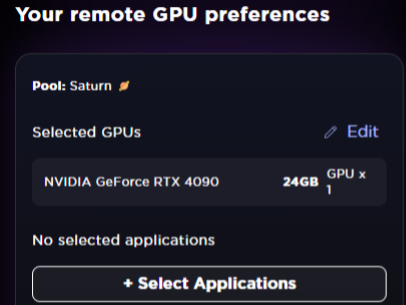 Your remote GPU preferences
Pool: Saturn 🪐
Selected GPUs
Edit
NVIDIA GeForce RTX 4090
24GB
GPU x
1
No selected applications
+ Select Applications